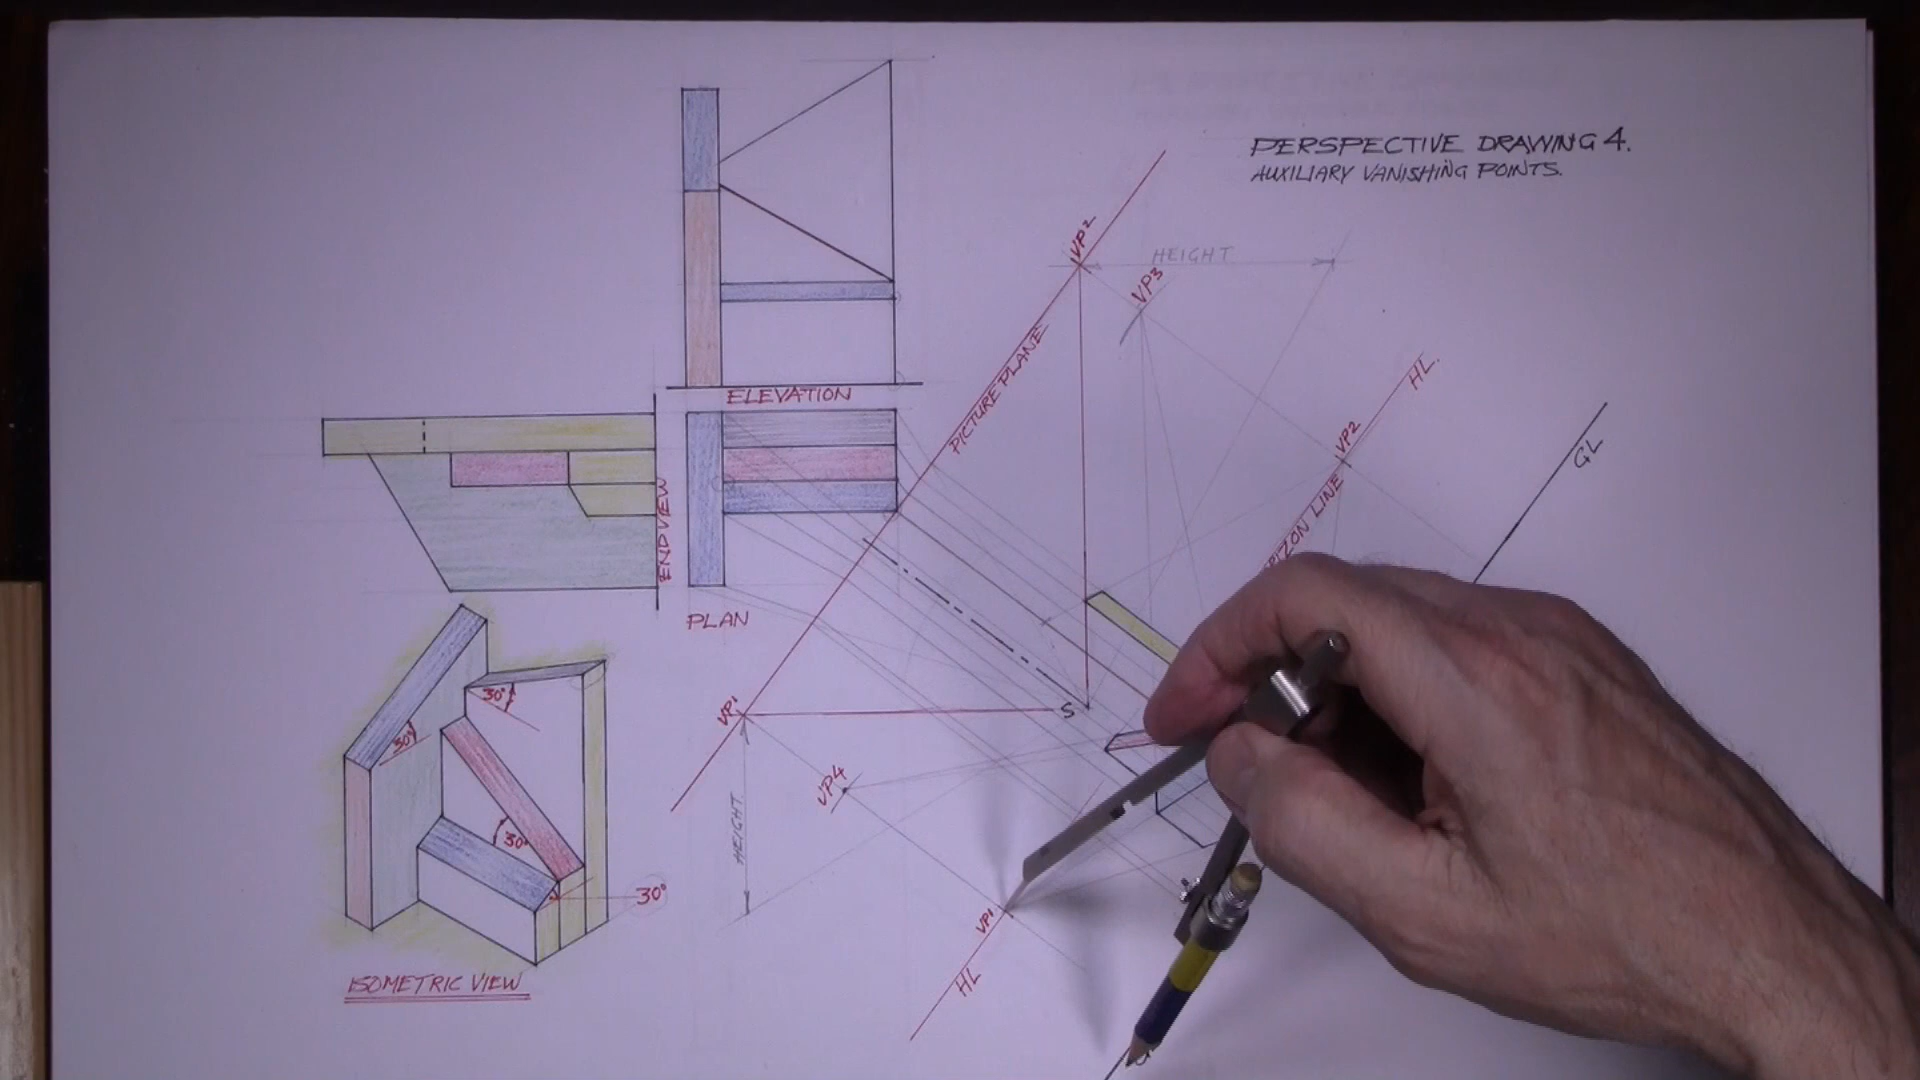 PERSPECTIVE DRAWING 4.
AUXILIARY VANISHING POINTS.
VP2
HEIGHT
VP3
PICTURE PLANE
HL.
VP2
GL
ELEVATION
END VIEW
PLAN
VP1
S
VP4
HEIGHT
VP1
HL
30°
30°
30°
30°
ISOMETRIC VIEW
LINE